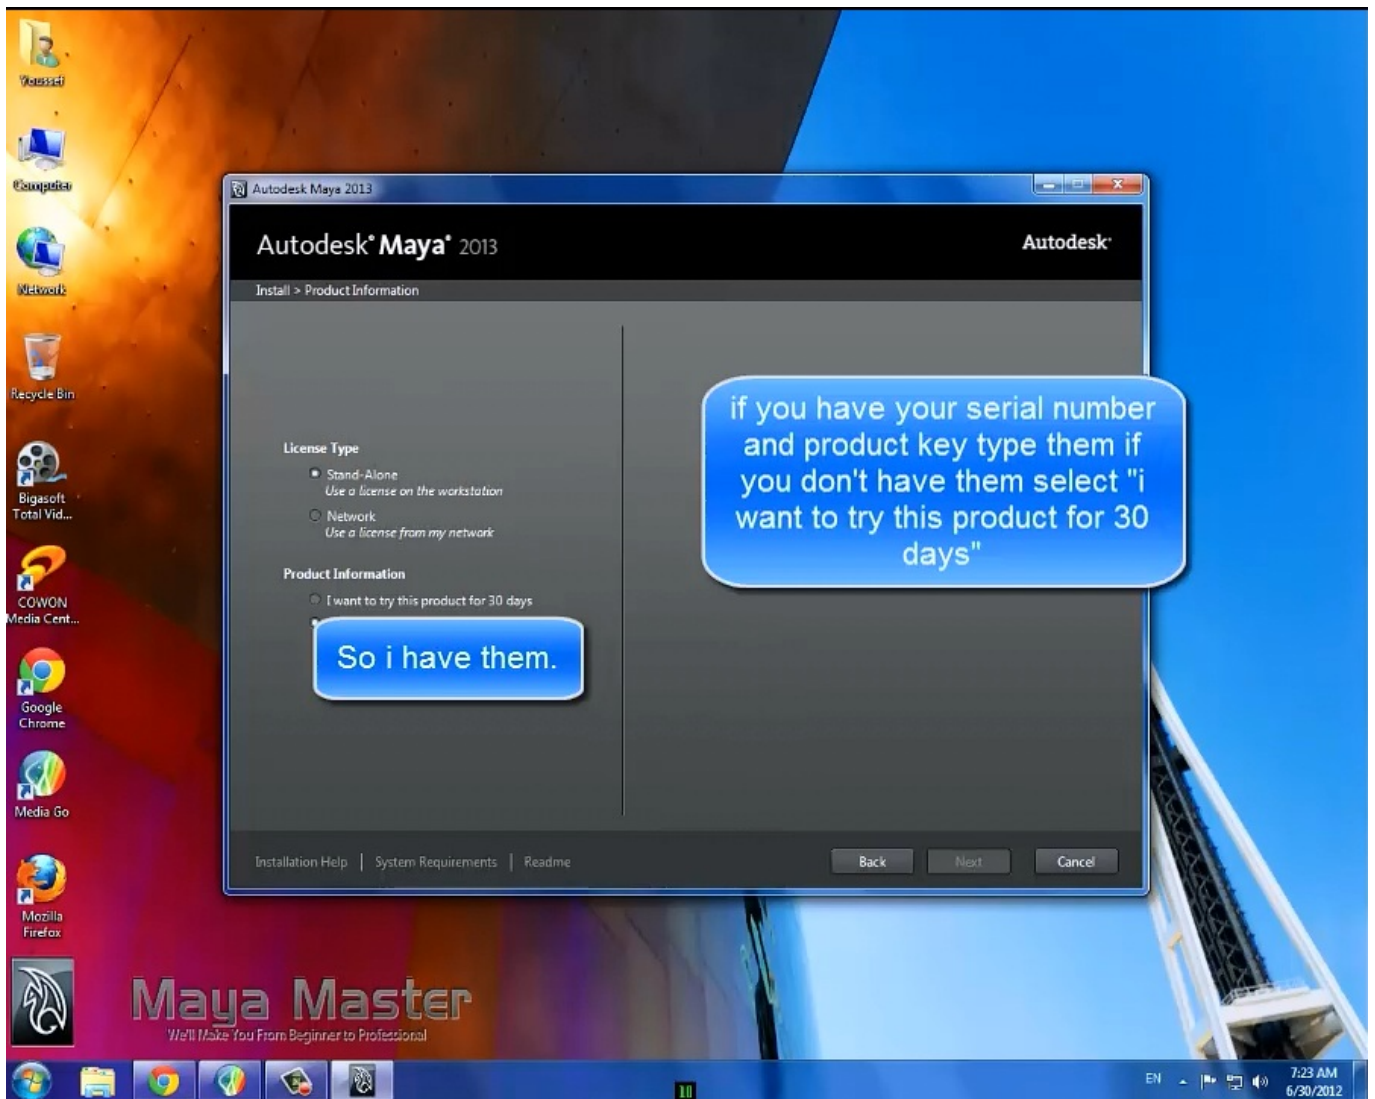 Youssef
Computer
Network
Recycle Bin
Bigasoft
Total Vid...
COWON
Media Cent...
Google
Chrome
Media Go
Mozilla
Firefox
Autodesk Maya 2013
Autodesk® Maya® 2013
Autodesk®
Install > Product Information
License Type
Stand-Alone
Use a license on the workstation
Network
Use a license from my network
Product Information
I want to try this product for 30 days
So i have them.
if you have your serial number
and product key type them if
you don't have them select "i
want to try this product for 30
days"
Installation Help | System Requirements | Readme
Back
Next
Cancel
Maya Master
We'll Make You From Beginner to Professional
10
EN
7:23 AM
6/30/2012